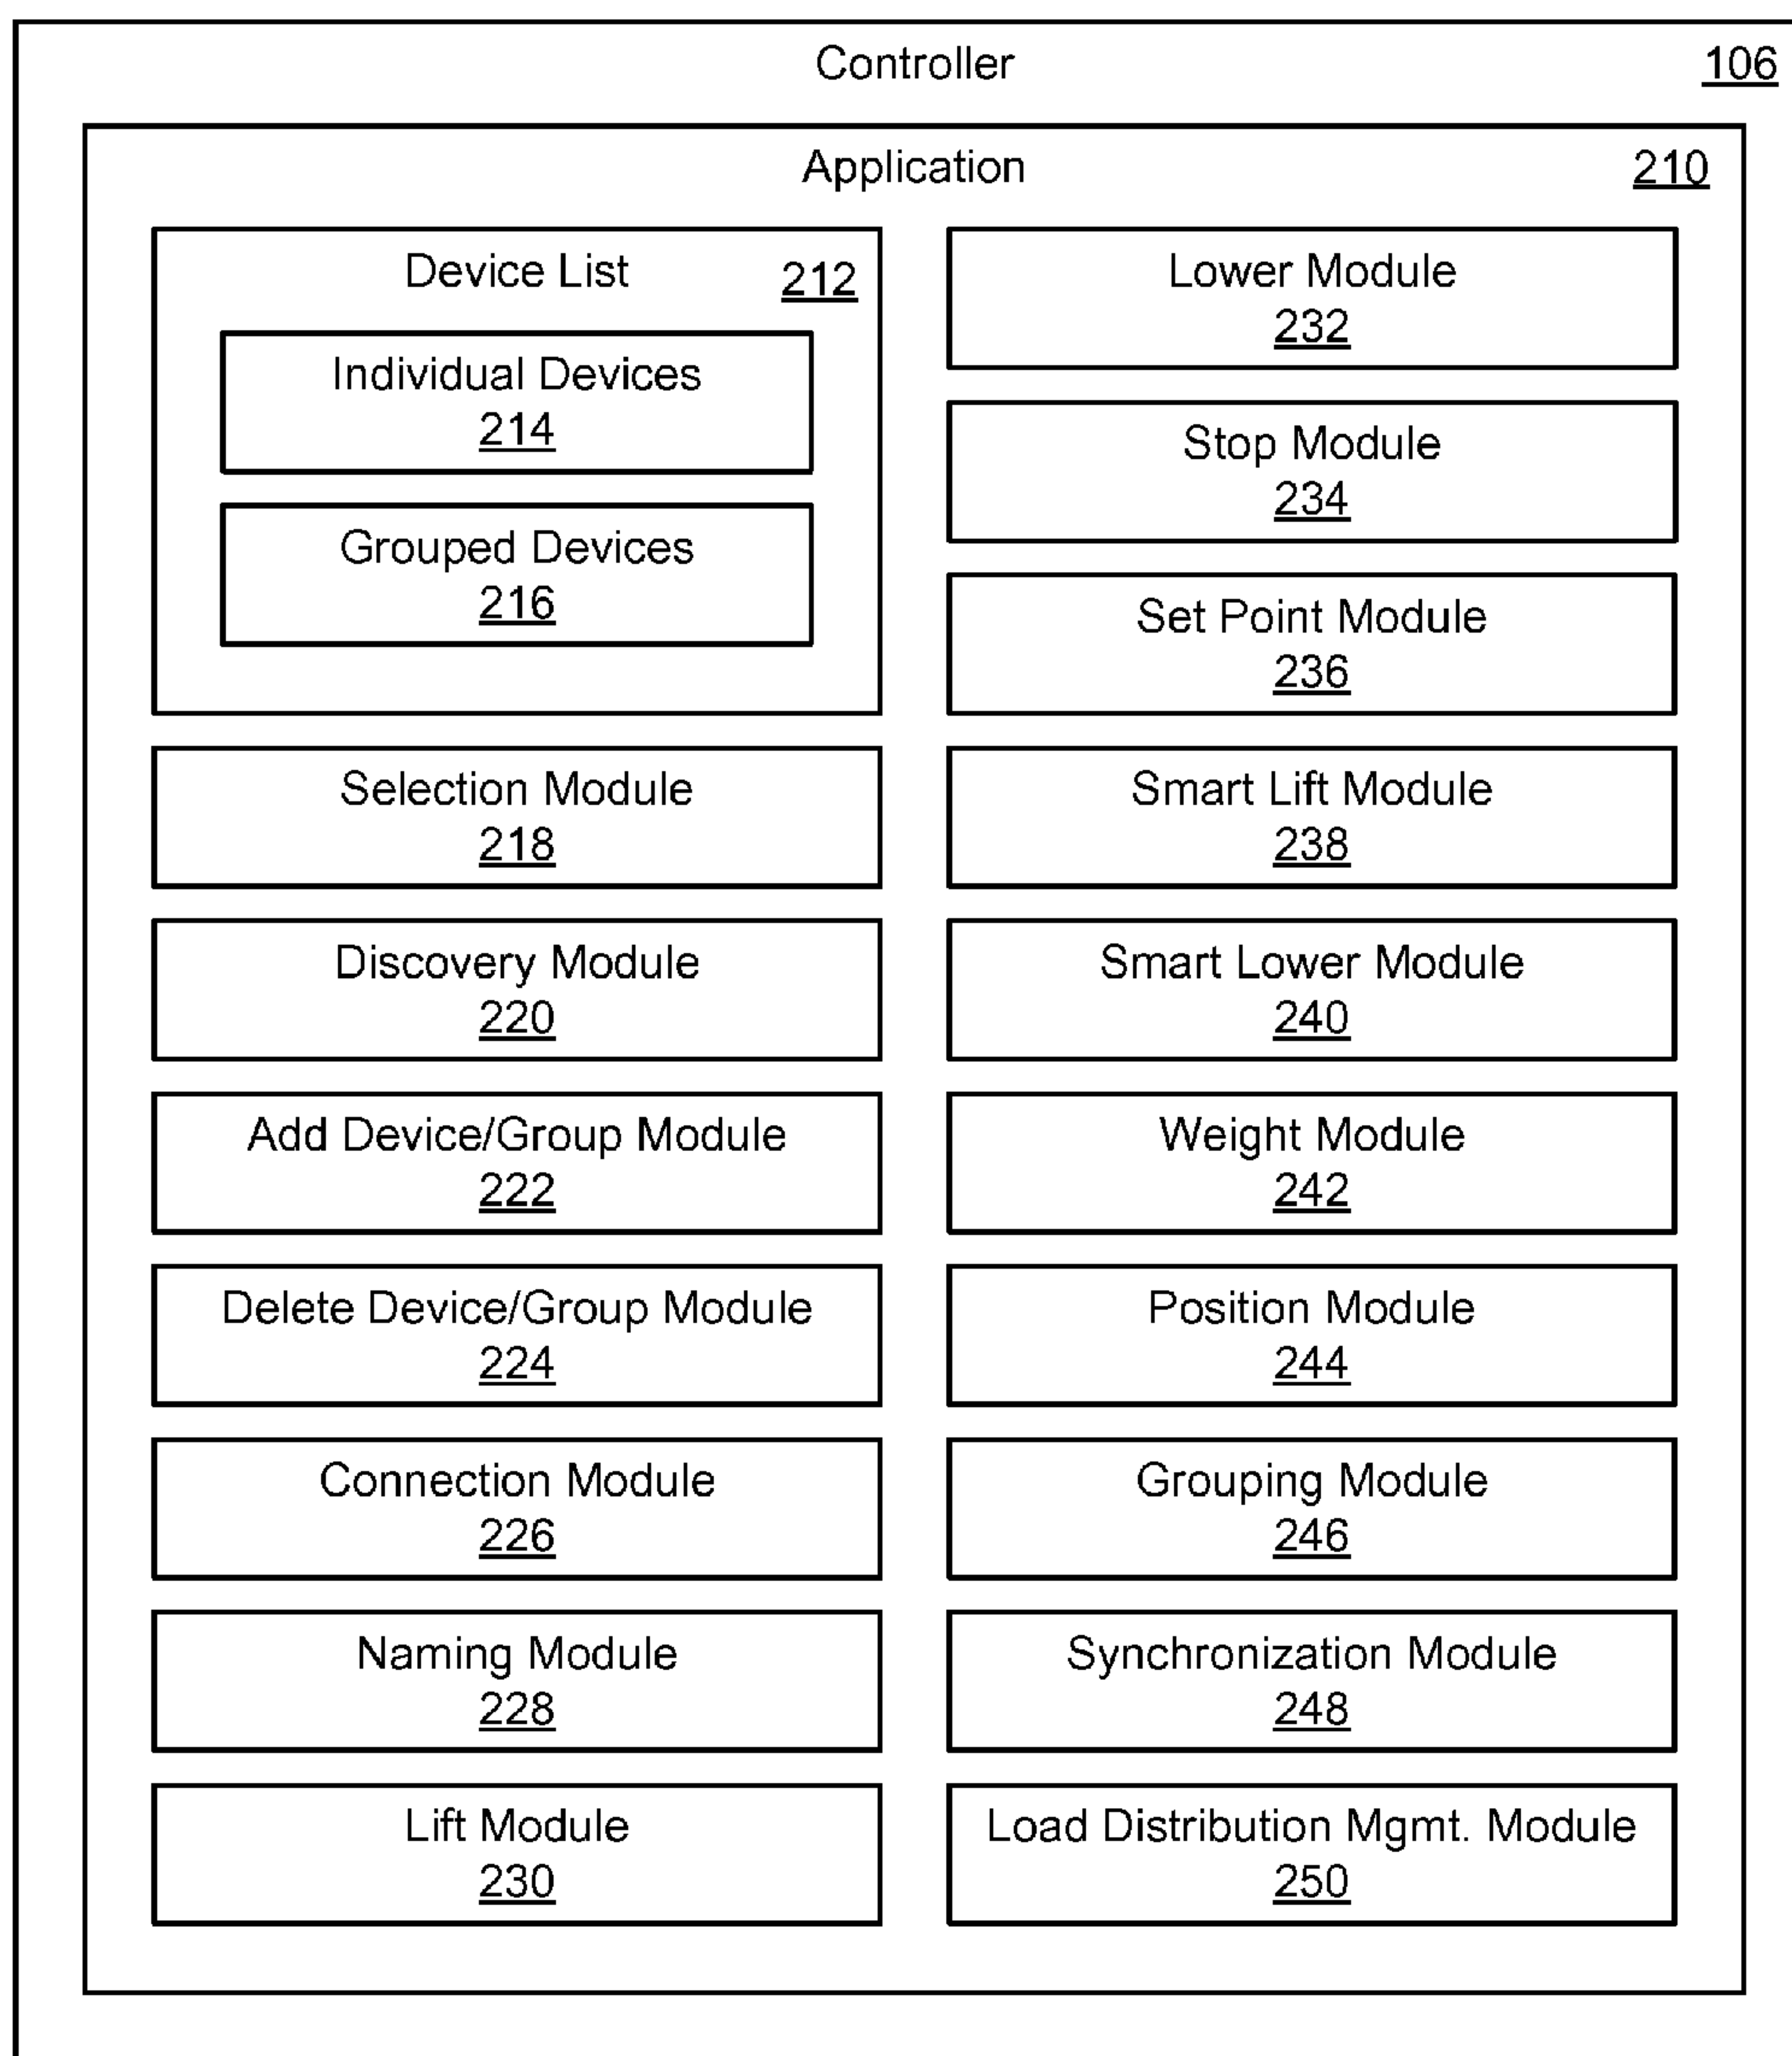 Controller 106
Application 210
Device List 212
Individual Devices
214
Grouped Devices
216
Selection Module
218
Discovery Module
220
Add Device/Group Module
222
Delete Device/Group Module
224
Connection Module
226
Naming Module
228
Lift Module
230
Lower Module
232
Stop Module
234
Set Point Module
236
Smart Lift Module
238
Smart Lower Module
240
Weight Module
242
Position Module
244
Grouping Module
246
Synchronization Module
248
Load Distribution Mgmt. Module
250